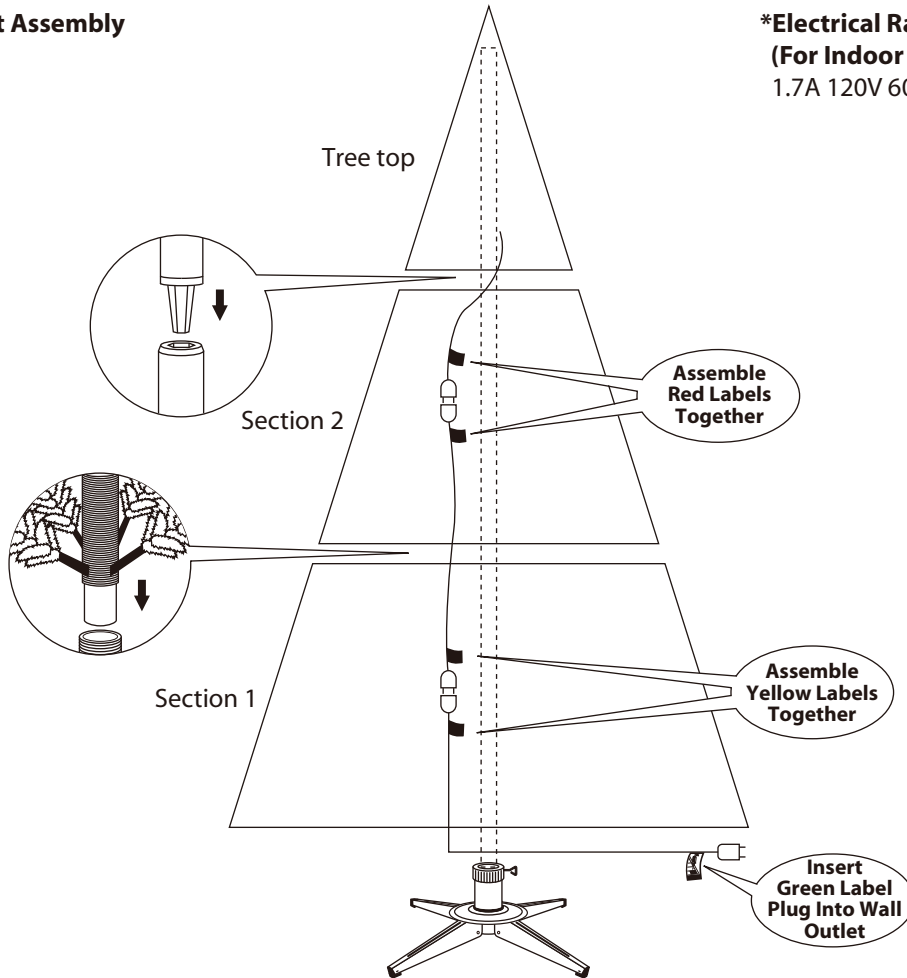 t Assembly
*Electrical Ra
(For Indoor
1.7A 120V 60
Tree top
Assemble
Red Labels
Together
Section 2
Assemble
Yellow Labels
Together
Section 1
Insert
Green Label
Plug Into Wall
Outlet